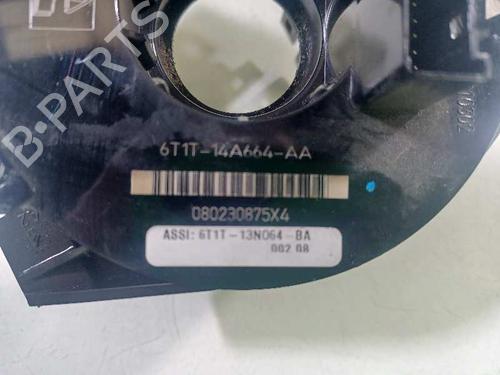 6T1T-14A664-AA
080230875X4
ASSI: 6T1T-13N064-BA
002 08
B-PARTS